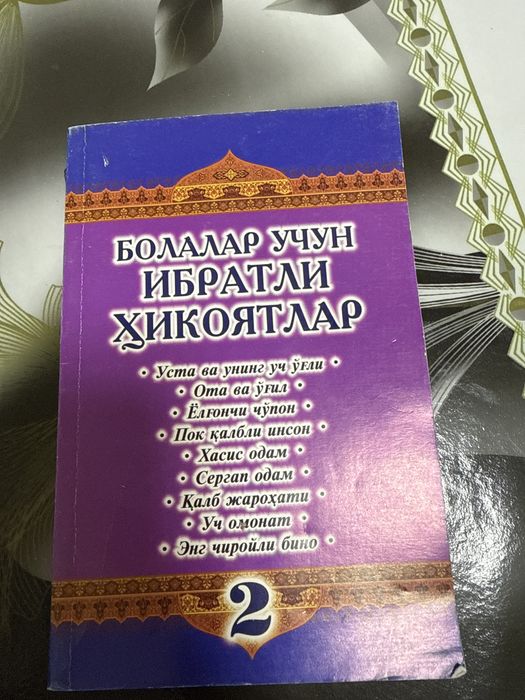 БОЛАЛАР УЧУН
ИБРАТЛИ
ҲИКОЯТЛАР
• Уста ва унинг уч ўғли •
• Ота ва ўғил •
• Ёлғончи чўпон •
• Пок қалбли инсон •
• Хасис одам •
• Сергап одам •
• Қалб жароҳати •
• Уч омонат •
• Энг чиройли бино •
2